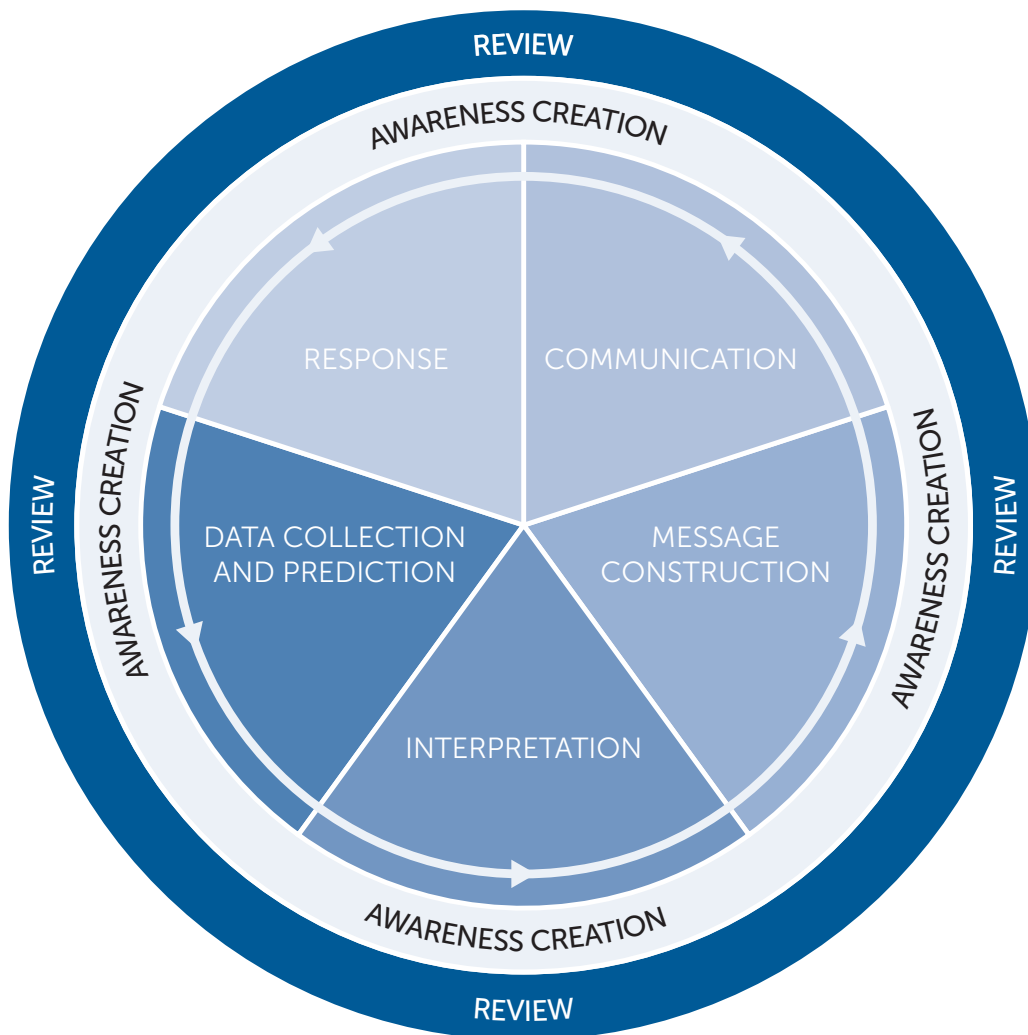 REVIEW
AWARENESS CREATION
RESPONSE
COMMUNICATION
AWARENESS CREATION
REVIEW
DATA COLLECTION
AND PREDICTION
MESSAGE
CONSTRUCTION
AWARENESS CREATION
REVIEW
INTERPRETATION
AWARENESS CREATION
REVIEW